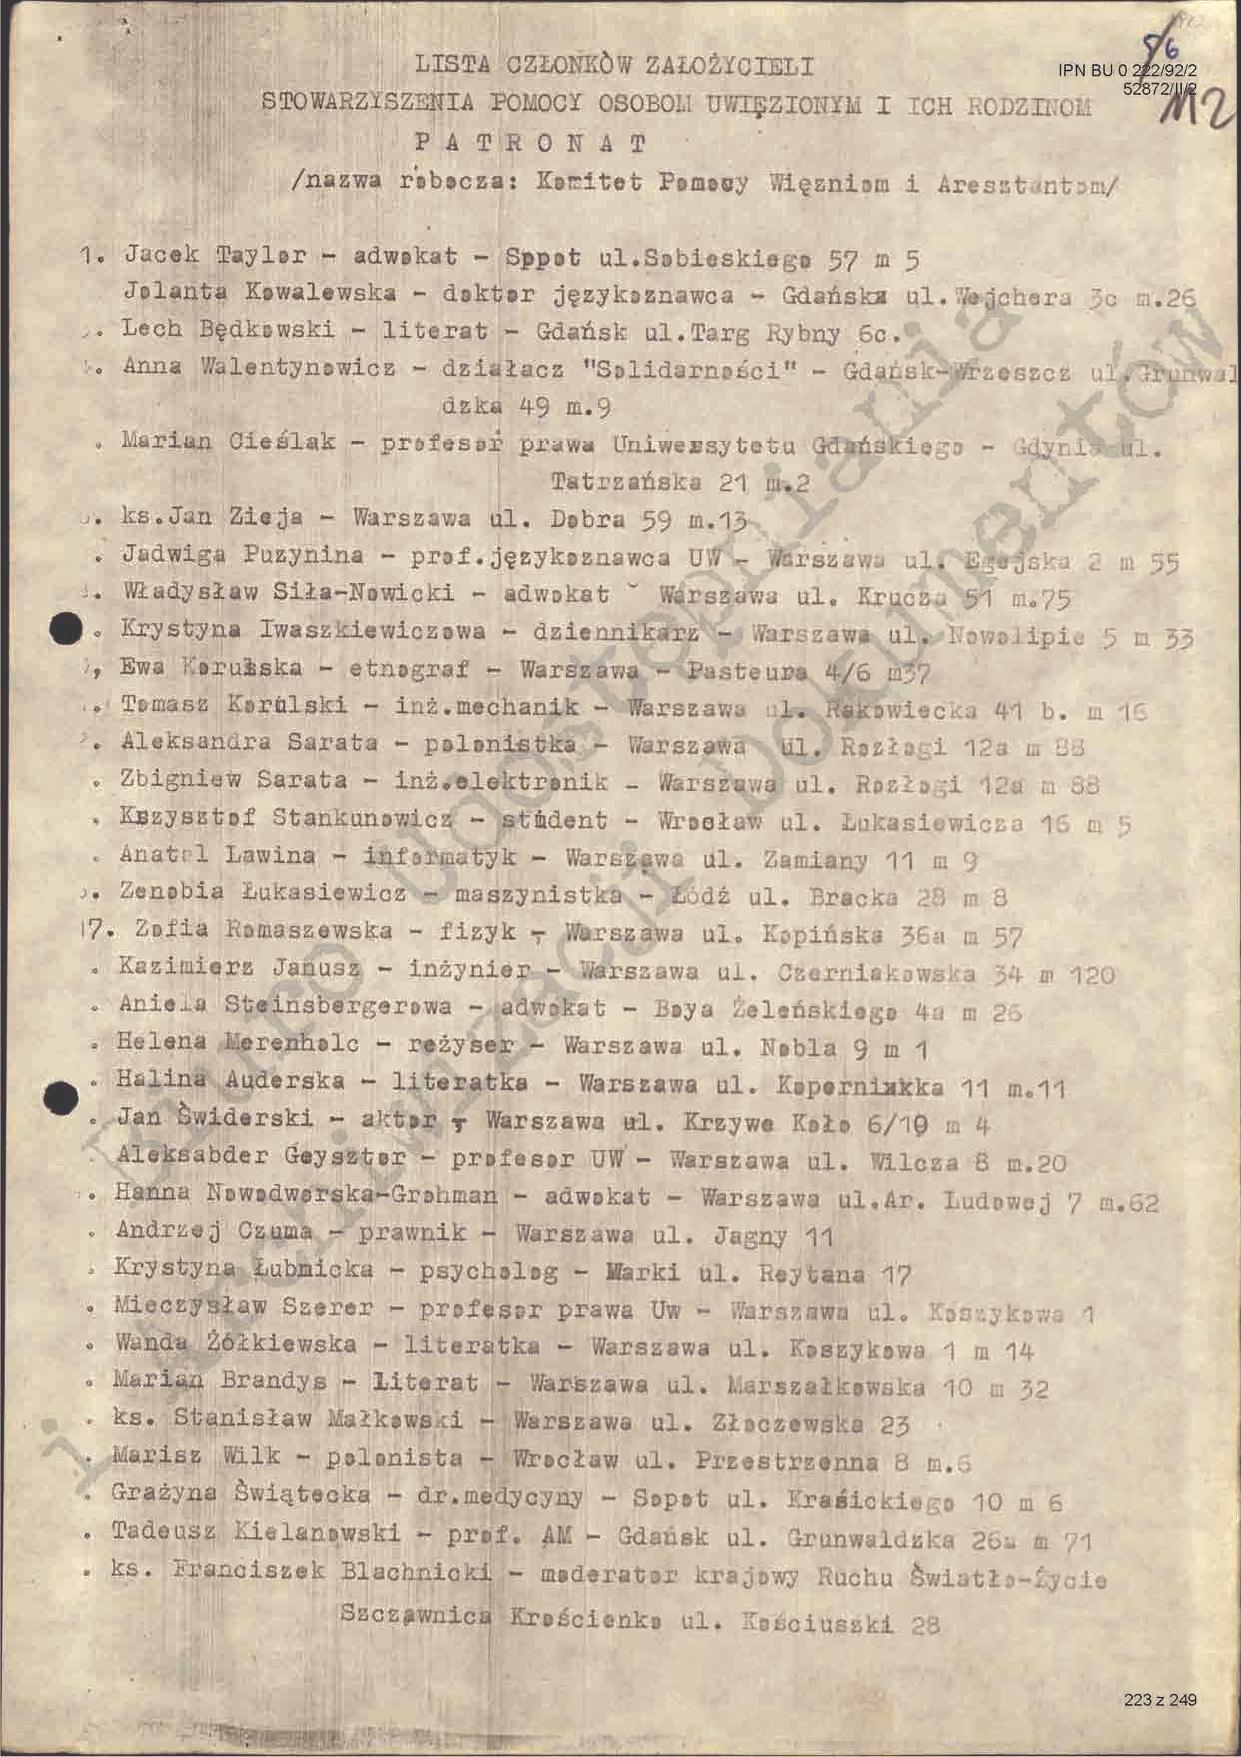 56
IPN BU 0 222/92/2
52872/II/2
112
LISTA CZŁONKÒW ZAŁOŻYCIELI
STOWARZYSZENIA POMOCY OSOBOM UWIĘZIONYM I ICH RODZINOM
P A T R O N A T
/nazwa robocza: Komitet Pomocy Więzniom i Aresztantom/
1. Jacek Taylor - adwokat - Sppot ul.Sobieskiego 57 m 5
Jolanta Kowalewska - doktor językoznawca - Gdańska ul.Wejchera 3c m.26
. Lech Będkowski - literat - Gdańsk ul.Targ Rybny 6c.
. Anna Walentynowicz - działacz "Solidarności" - Gdańsk-Wrzeszcz ul.Grunwal
dzka 49 m.9
. Marian Cieślak - profesor prawa Uniwersytetu Gdańskiego - Gdynia ul.
Tatrzańska 21 m.2
. ks.Jan Zieja - Warszawa ul. Dobra 59 m.13
. Jadwiga Puzynina - prof.językoznawca UW - Warszawa ul. Egejska 2 m 55
. Władysław Siła-Nowicki - adwokat - Warszawa ul. Krucza 51 m.75
. Krystyna Iwaszkiewiczowa - dziennikarz - Warszawa ul. Nowolipie 5 m 33
, Ewa Korulska - etnograf - Warszawa - Pasteura 4/6 m37
. Tomasz Korulski - inż.mechanik - Warszawa ul. Rakowiecka 41 b. m 16
. Aleksandra Sarata - polonistka - Warszawa ul. Rozłogi 12a m 88
. Zbigniew Sarata - inż.elektronik - Warszawa ul. Rozłogi 12a m 88
. Krzysztof Stankunowicz - student - Wrocław ul. Łukasiewicza 16 m 5
. Anatol Lawina - informatyk - Warszawa ul. Zamiany 11 m 9
. Zenobia Łukasiewicz - maszynistka - Łódź ul. Bracka 28 m 8
17. Zofia Romaszewska - fizyk - Warszawa ul. Kopińska 36a m 57
. Kazimierz Janusz - inżynier - Warszawa ul. Czerniakowska 34 m 120
. Aniela Steinsbergerowa - adwokat - Boya Żeleńskiego 4a m 26
. Helena Merenholc - reżyser - Warszawa ul. Nobla 9 m 1
. Halina Auderska - literatka - Warszawa ul. Kopernikka 11 m.11
. Jan Świderski - aktor - Warszawa ul. Krzywe Koło 6/10 m 4
. Aleksabder Geysztor - profesor UW - Warszawa ul. Wilcza 8 m.20
. Hanna Nowodworska-Grohman - adwokat - Warszawa ul.Ar. Ludowej 7 m.62
. Andrzej Czuma - prawnik - Warszawa ul. Jagny 11
. Krystyna Łubnicka - psycholog - Marki ul. Reytana 17
. Mieczysław Szerer - profesor prawa Uw - Warszawa ul. Koszykowa 1
. Wanda Żółkiewska - literatka - Warszawa ul. Koszykowa 1 m 14
. Marian Brandys - literat - Warszawa ul. Marszałkowska 10 m 32
. ks. Stanisław Małkowski - Warszawa ul. Złoczewska 23
. Marisz Wilk - polonista - Wrocław ul. Przestrzenna 8 m.6
. Grażyna Świątecka - dr.medycyny - Sopot ul. Krasickiego 10 m 6
. Tadeusz Kielanowski - prof. AM - Gdańsk ul. Grunwaldzka 26a m 71
. ks. Franciszek Blachnicki - moderator krajowy Ruchu Światło-Życie
Szczawnica Krościenko ul. Kościuszki 28
Biuro Udostępniania
i Archiwizacji Dokumentów
223 z 249